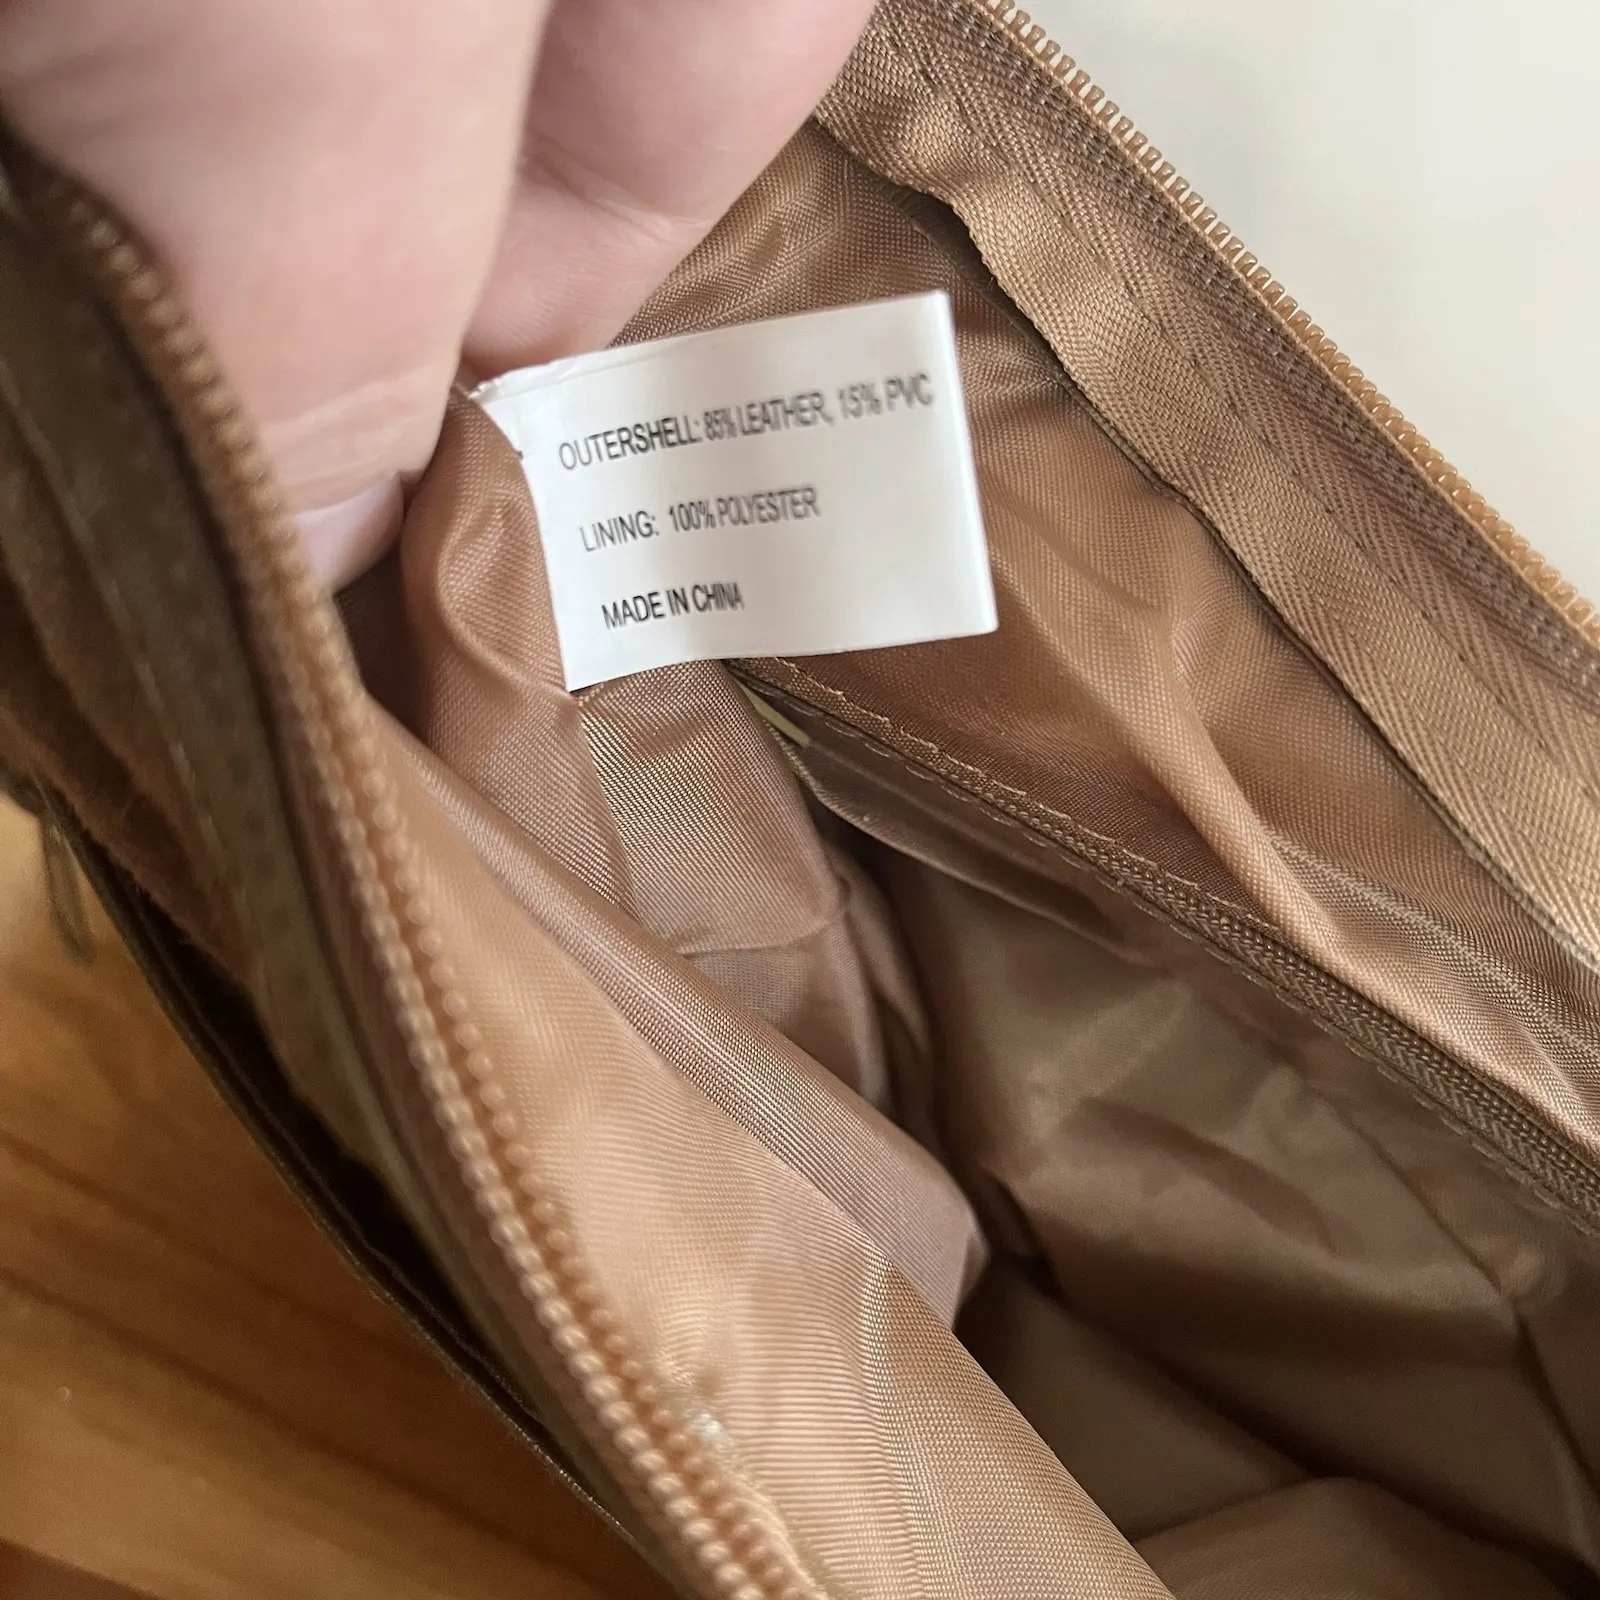 OUTERSHELL: 85% LEATHER, 15% PVC
LINING: 100% POLYESTER
MADE IN CHINA